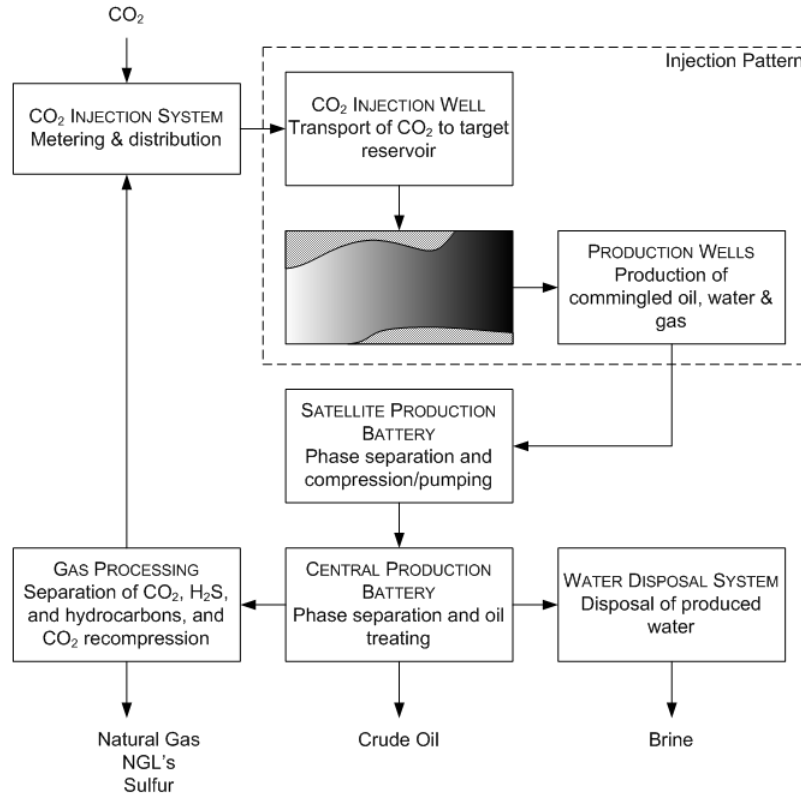 CO₂
Injection Pattern
CO₂ INJECTION SYSTEM
Metering & distribution
CO₂ INJECTION WELL
Transport of CO₂ to target
reservoir
PRODUCTION WELLS
Production of
commingled oil, water &
gas
SATELLITE PRODUCTION
BATTERY
Phase separation and
compression/pumping
GAS PROCESSING
Separation of CO₂, H₂S,
and hydrocarbons, and
CO₂ recompression
CENTRAL PRODUCTION
BATTERY
Phase separation and oil
treating
WATER DISPOSAL SYSTEM
Disposal of produced
water
Natural Gas
NGL's
Sulfur
Crude Oil
Brine